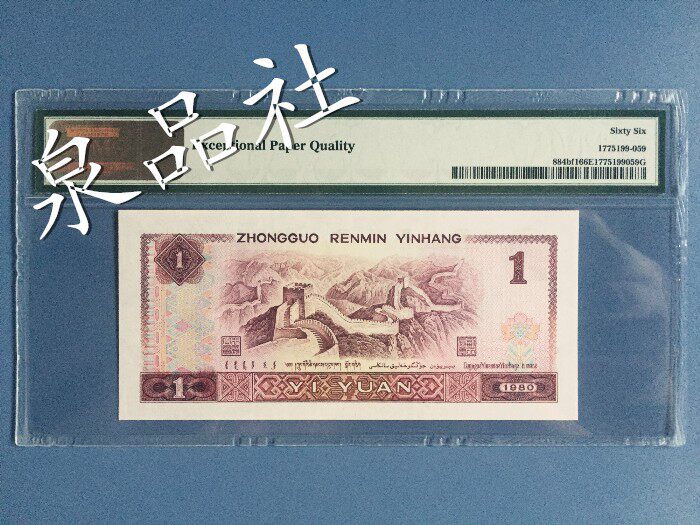 泉品社
Sixty Six
Exceptional Paper Quality
1775199-059
884bf166E1775199059G
ZHONGGUO RENMIN YINHANG
1
1
1
YI YUAN
1980